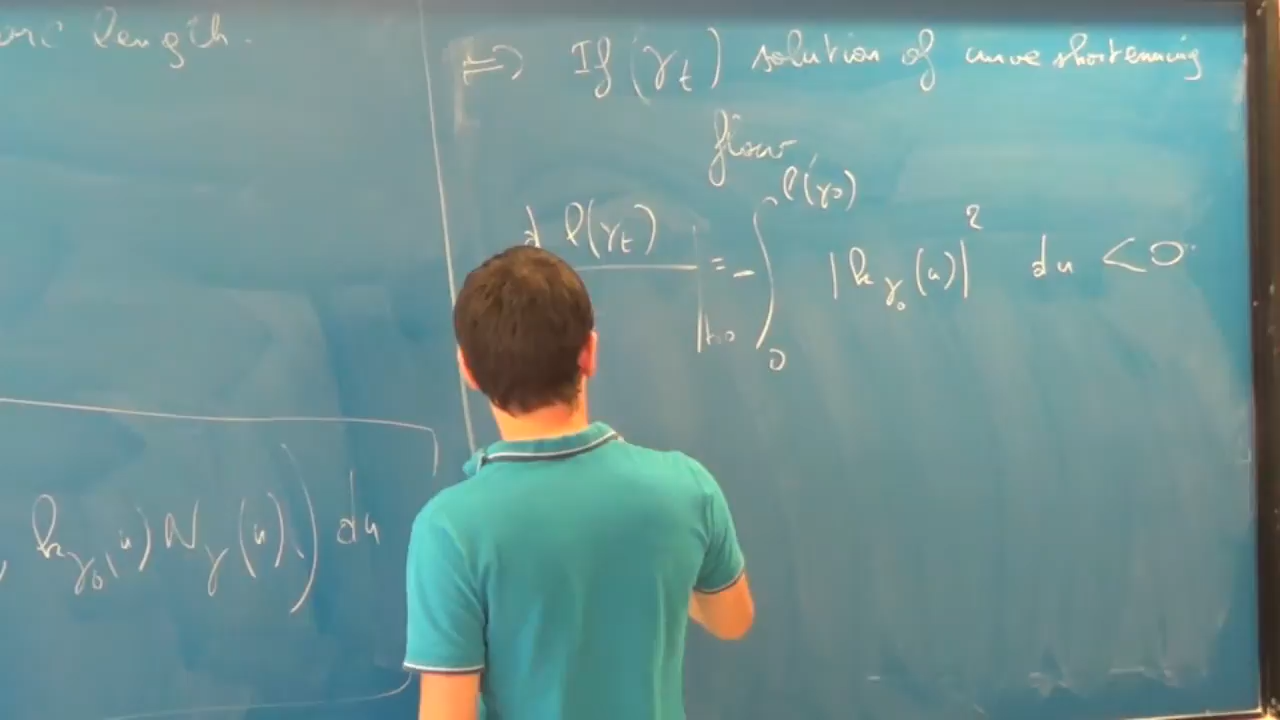 arc length.
⇐⇒ If (γ_t) solution of curve shortening
flow
d ℓ(γ_t) / |_{t=0} = - ∫_0^{ℓ(γ_0)} |k_{γ_0}(u)|^2 du < 0
, k_{γ_0}(u) N_γ(u)) du